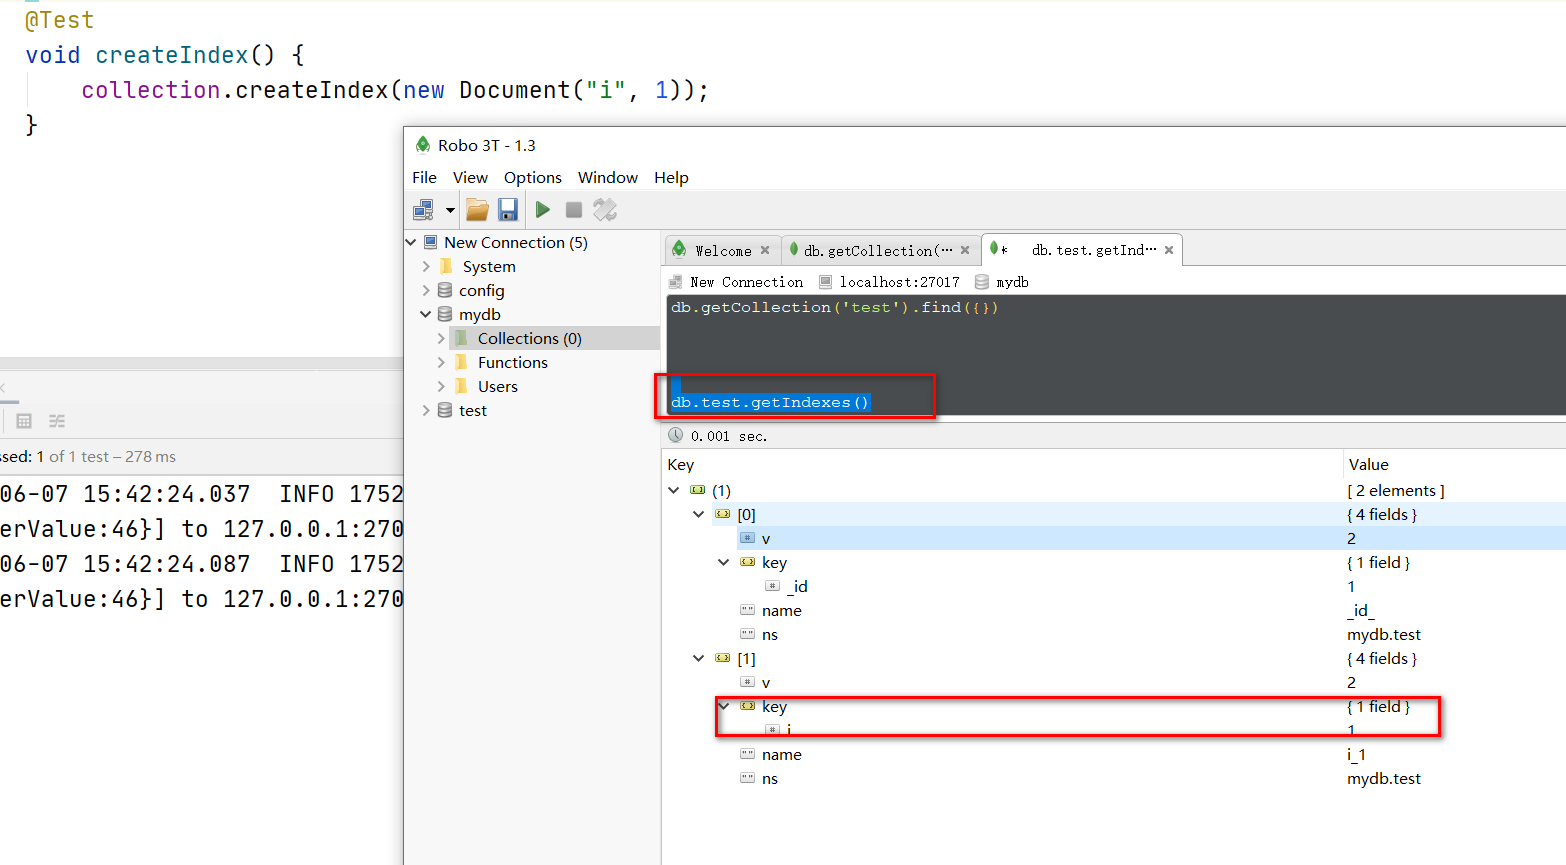 @Test
void createIndex() {
collection.createIndex(new Document("i", 1));
}
Robo 3T - 1.3
File View Options Window Help
New Connection (5)
System
config
mydb
Collections (0)
Functions
Users
test
Welcome
db.getCollection(…
* db.test.getInd…
New Connection localhost:27017 mydb
db.getCollection('test').find({})
db.test.getIndexes()
0.001 sec.
Key Value
(1) [ 2 elements ]
[0] { 4 fields }
v 2
key { 1 field }
_id 1
name _id_
ns mydb.test
[1] { 4 fields }
v 2
key { 1 field }
i 1
name i_1
ns mydb.test
ssed: 1 of 1 test – 278 ms
06-07 15:42:24.037 INFO 1752
erValue:46}] to 127.0.0.1:270
06-07 15:42:24.087 INFO 1752
erValue:46}] to 127.0.0.1:270